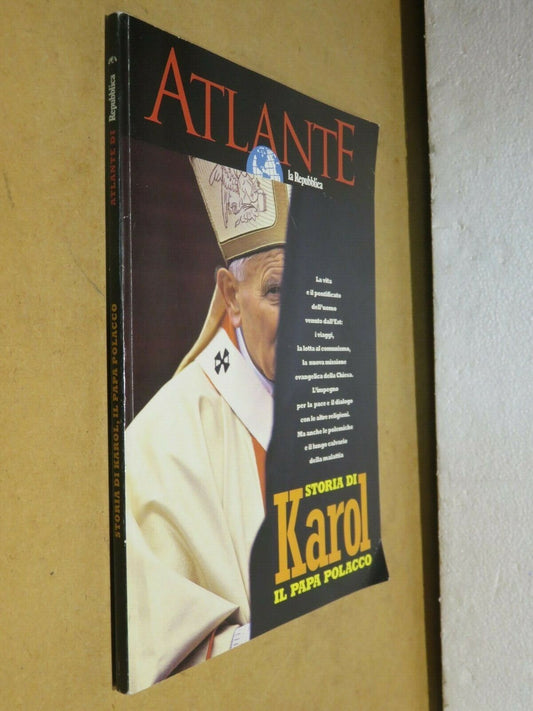 ATLANTE
la Repubblica
La vita
e il pontificato
dell'uomo
venuto dall'Est:
i viaggi,
la lotta al comunismo,
la nuova missione
evangelica della Chiesa.
L'impegno
per la pace e il dialogo
con le altre religioni.
Ma anche le polemiche
e il lungo calvario
della malattia
STORIA DI
Karol
IL PAPA POLACCO
STORIA DI KAROL, IL PAPA POLACCO
ATLANTE DI Repubblica